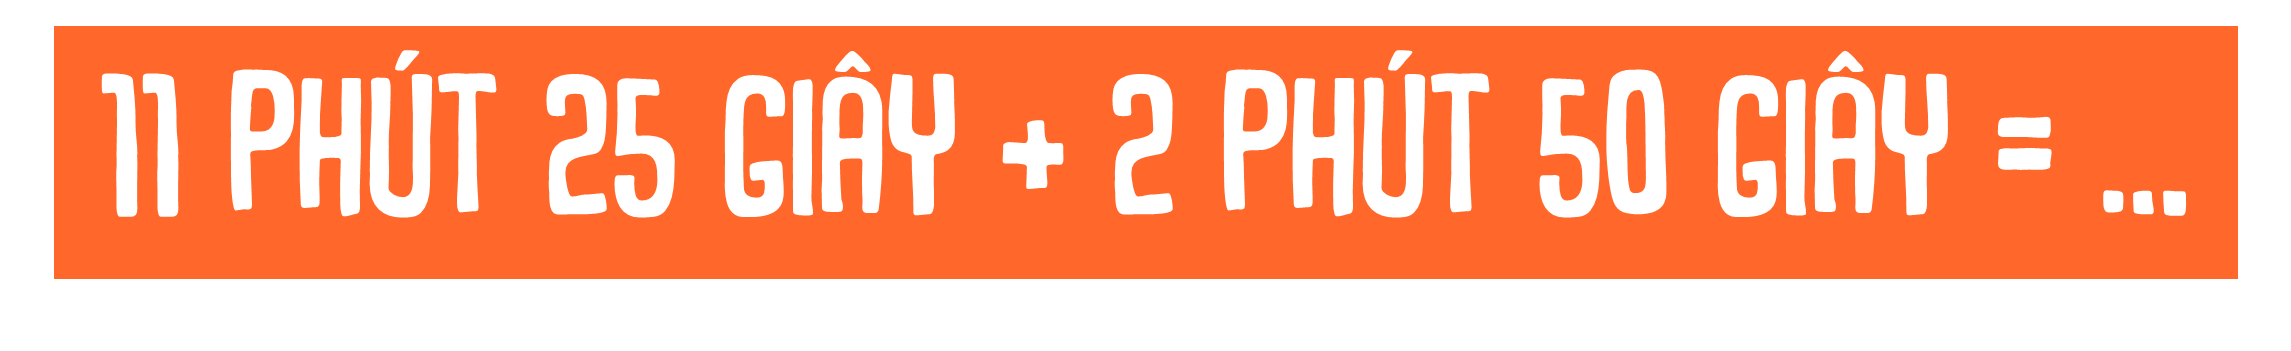 11 PHÚT 25 GIÂY + 2 PHÚT 50 GIÂY = ...